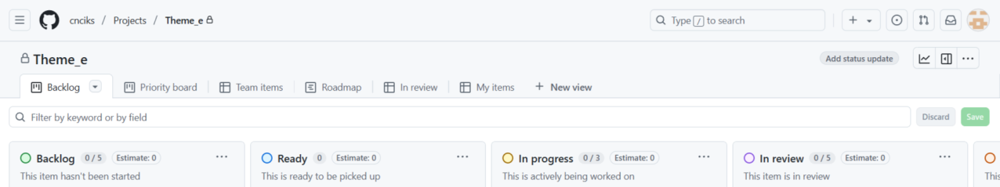 cnciks / Projects / Theme_e
Type / to search
Theme_e
Add status update
Backlog Priority board Team items Roadmap In review My items + New view
Filter by keyword or by field
Discard Save
Backlog 0 / 5 Estimate: 0
This item hasn't been started
Ready 0 Estimate: 0
This is ready to be picked up
In progress 0 / 3 Estimate: 0
This is actively being worked on
In review 0 / 5 Estimate: 0
This item is in review
This